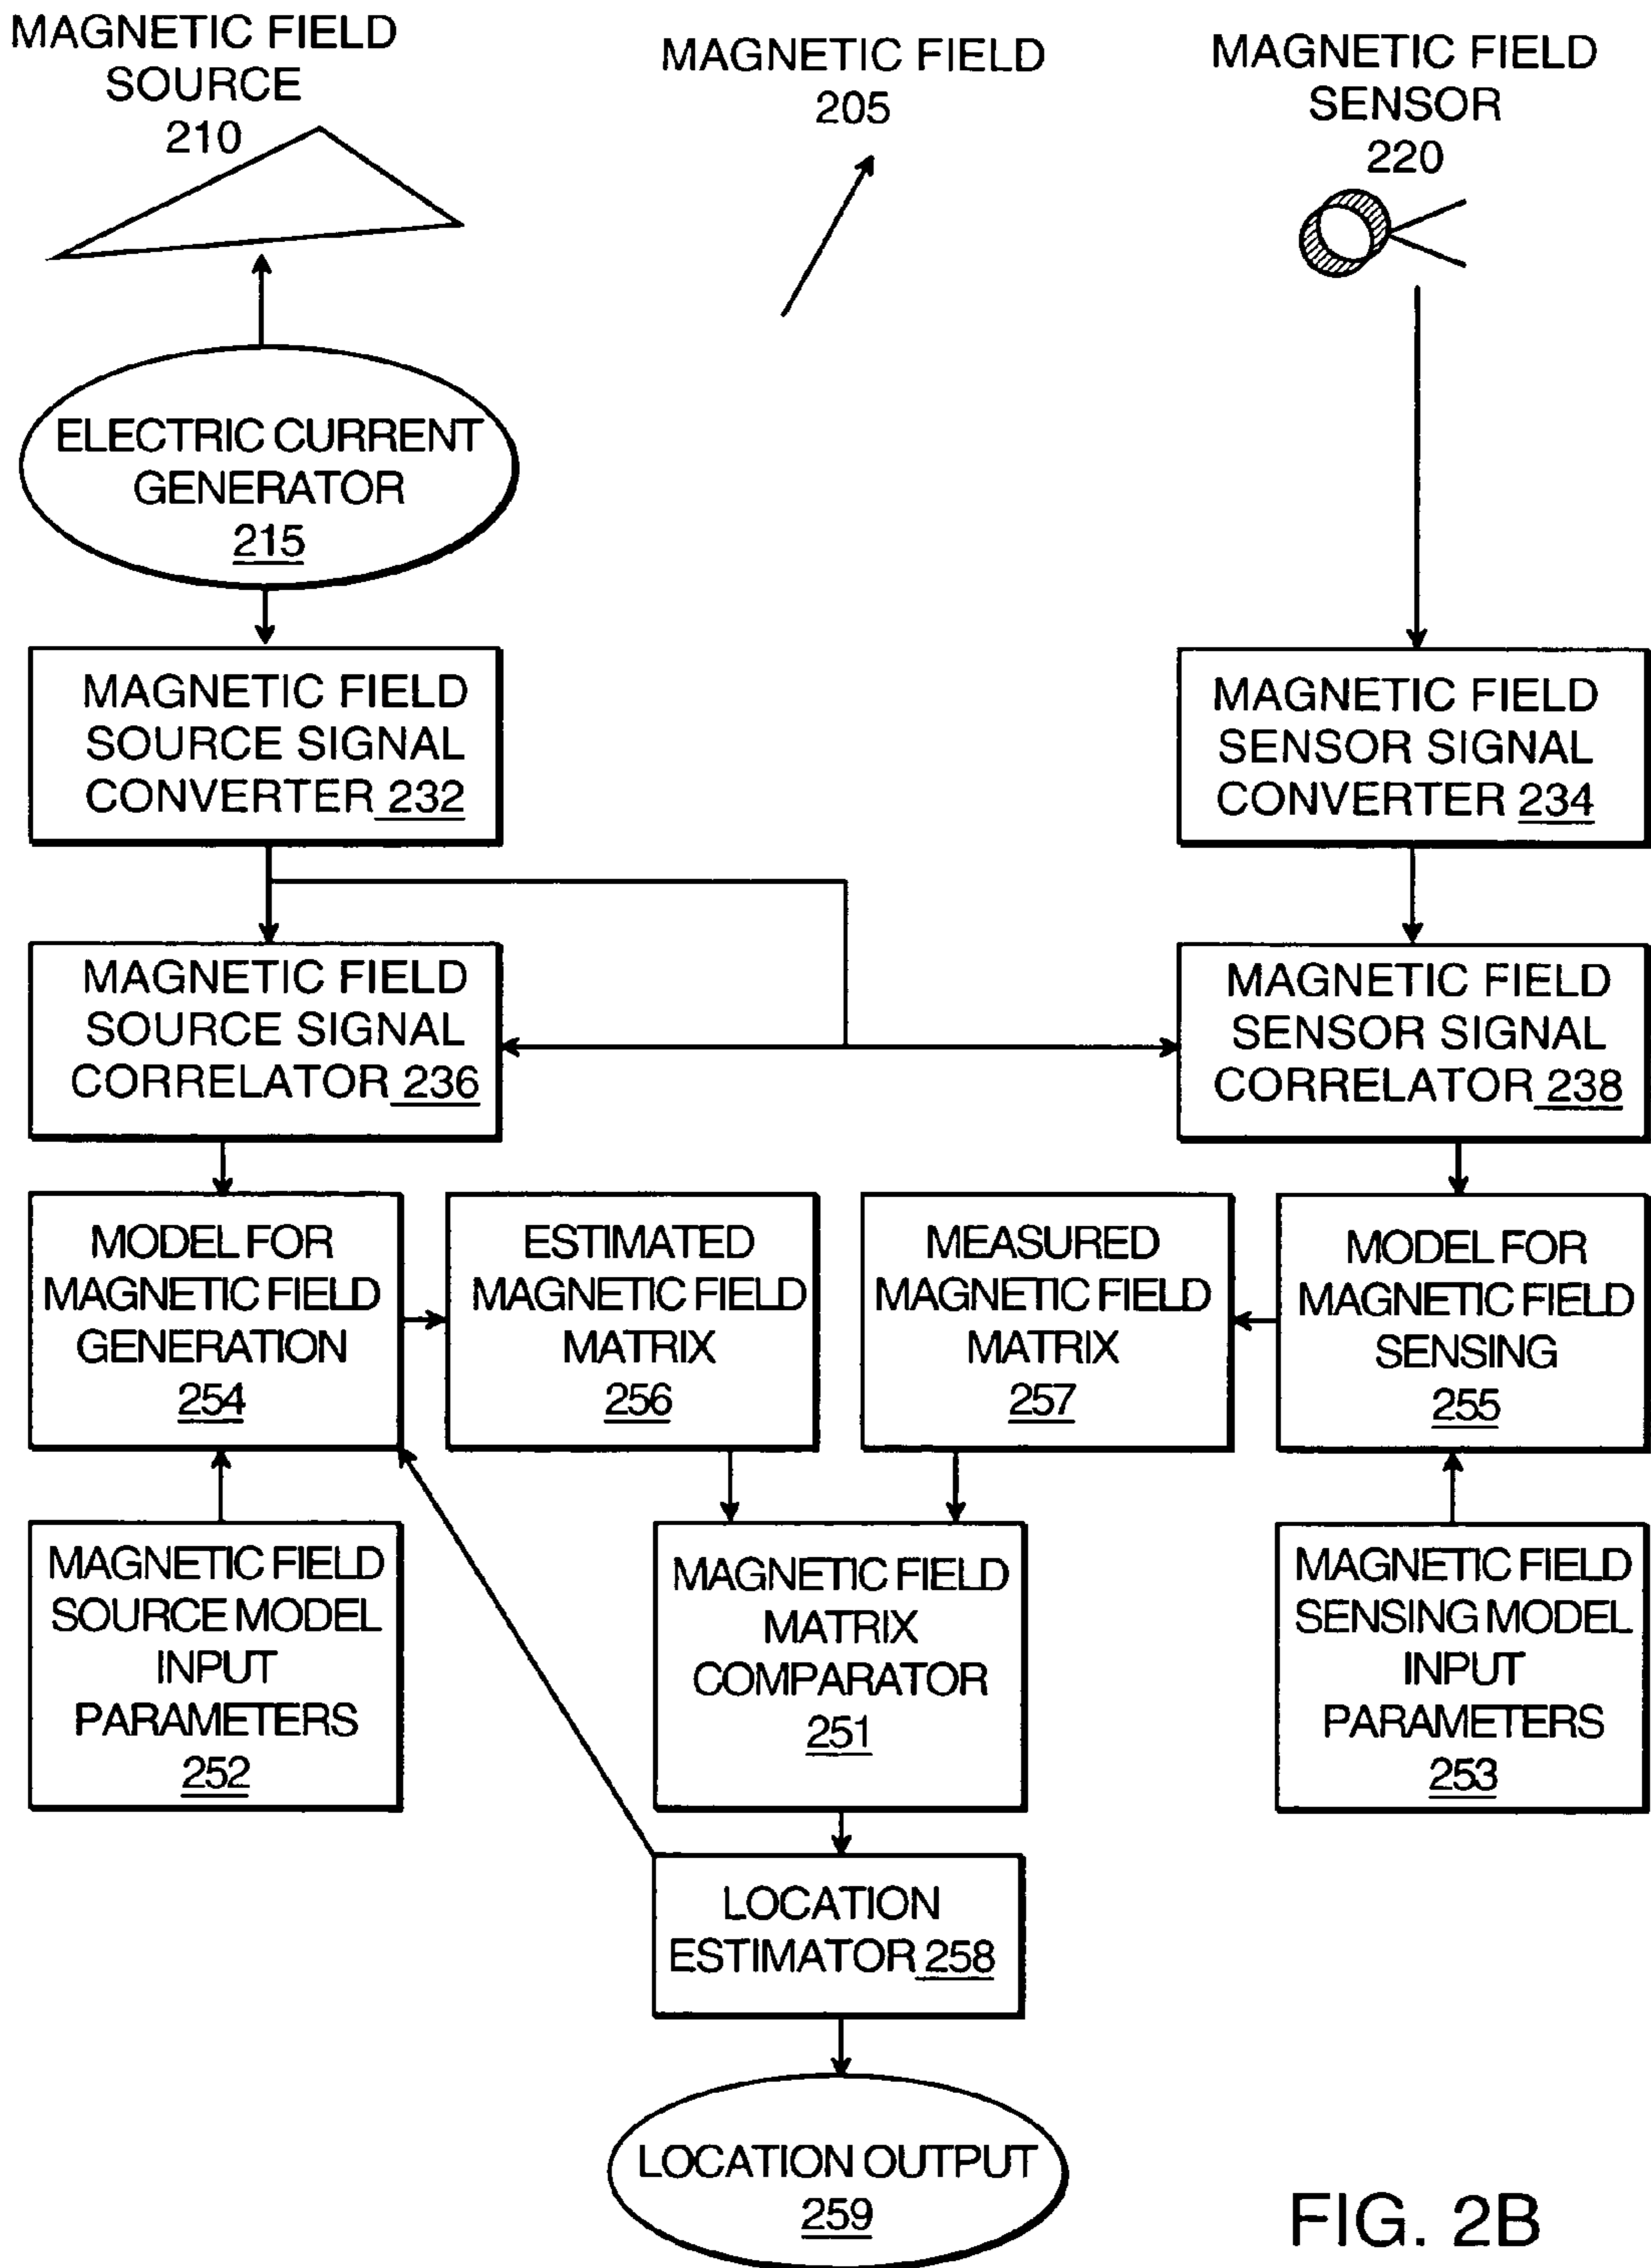 MAGNETIC FIELD
SOURCE
210
MAGNETIC FIELD
205
MAGNETIC FIELD
SENSOR
220
ELECTRIC CURRENT
GENERATOR
215
MAGNETIC FIELD
SOURCE SIGNAL
CONVERTER 232
MAGNETIC FIELD
SENSOR SIGNAL
CONVERTER 234
MAGNETIC FIELD
SOURCE SIGNAL
CORRELATOR 236
MAGNETIC FIELD
SENSOR SIGNAL
CORRELATOR 238
MODEL FOR
MAGNETIC FIELD
GENERATION
254
ESTIMATED
MAGNETIC FIELD
MATRIX
256
MEASURED
MAGNETIC FIELD
MATRIX
257
MODEL FOR
MAGNETIC FIELD
SENSING
255
MAGNETIC FIELD
SOURCE MODEL
INPUT
PARAMETERS
252
MAGNETIC FIELD
MATRIX
COMPARATOR
251
MAGNETIC FIELD
SENSING MODEL
INPUT
PARAMETERS
253
LOCATION
ESTIMATOR 258
LOCATION OUTPUT
259
FIG. 2B